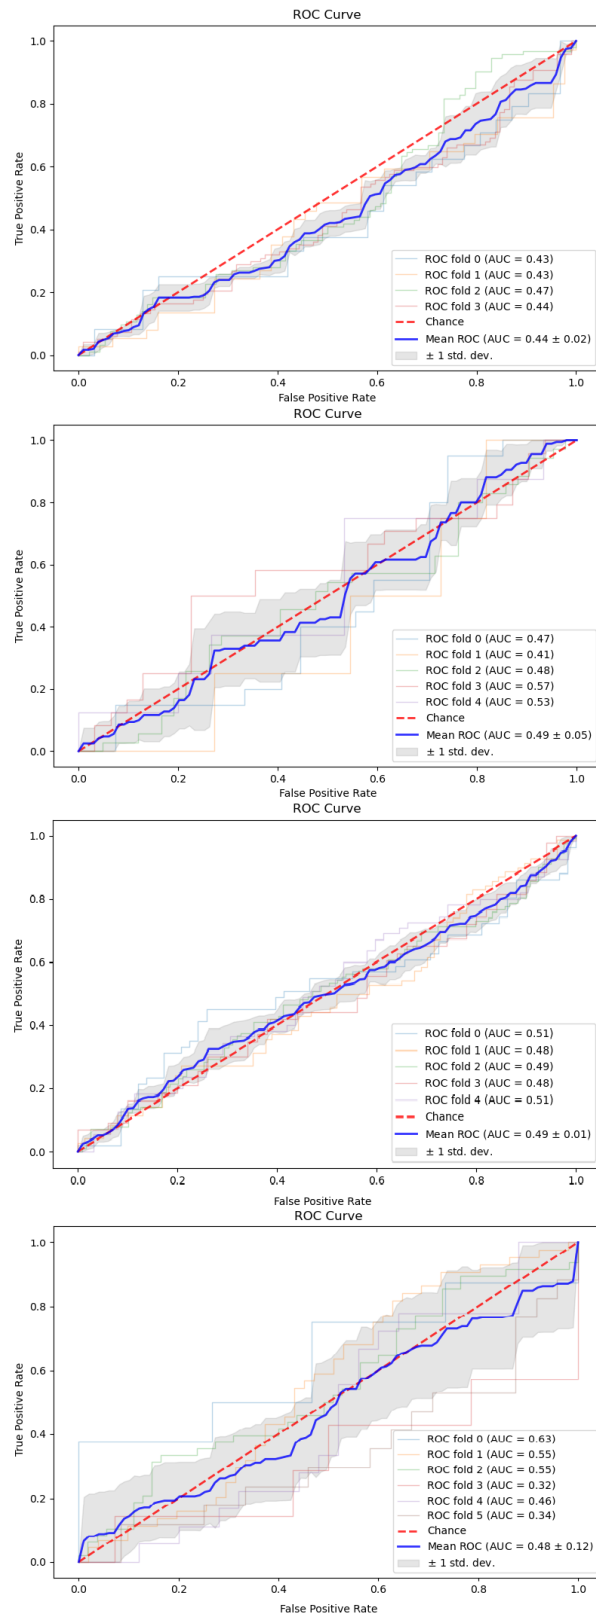 ROC Curve
1.0
0.8
0.6
0.4
0.2
0.0
True Positive Rate
ROC fold 0 (AUC = 0.43)
ROC fold 1 (AUC = 0.43)
ROC fold 2 (AUC = 0.47)
ROC fold 3 (AUC = 0.44)
Chance
Mean ROC (AUC = 0.44 ± 0.02)
± 1 std. dev.
0.0 0.2 0.4 0.6 0.8 1.0
False Positive Rate
ROC Curve
1.0
0.8
0.6
0.4
0.2
0.0
True Positive Rate
ROC fold 0 (AUC = 0.47)
ROC fold 1 (AUC = 0.41)
ROC fold 2 (AUC = 0.48)
ROC fold 3 (AUC = 0.57)
ROC fold 4 (AUC = 0.53)
Chance
Mean ROC (AUC = 0.49 ± 0.05)
± 1 std. dev.
0.0 0.2 0.4 0.6 0.8 1.0
False Positive Rate
ROC Curve
1.0
0.8
0.6
0.4
0.2
0.0
True Positive Rate
ROC fold 0 (AUC = 0.51)
ROC fold 1 (AUC = 0.48)
ROC fold 2 (AUC = 0.49)
ROC fold 3 (AUC = 0.48)
ROC fold 4 (AUC = 0.51)
Chance
Mean ROC (AUC = 0.49 ± 0.01)
± 1 std. dev.
0.0 0.2 0.4 0.6 0.8 1.0
False Positive Rate
ROC Curve
1.0
0.8
0.6
0.4
0.2
0.0
True Positive Rate
ROC fold 0 (AUC = 0.63)
ROC fold 1 (AUC = 0.55)
ROC fold 2 (AUC = 0.55)
ROC fold 3 (AUC = 0.32)
ROC fold 4 (AUC = 0.46)
ROC fold 5 (AUC = 0.34)
Chance
Mean ROC (AUC = 0.48 ± 0.12)
± 1 std. dev.
0.0 0.2 0.4 0.6 0.8 1.0
False Positive Rate